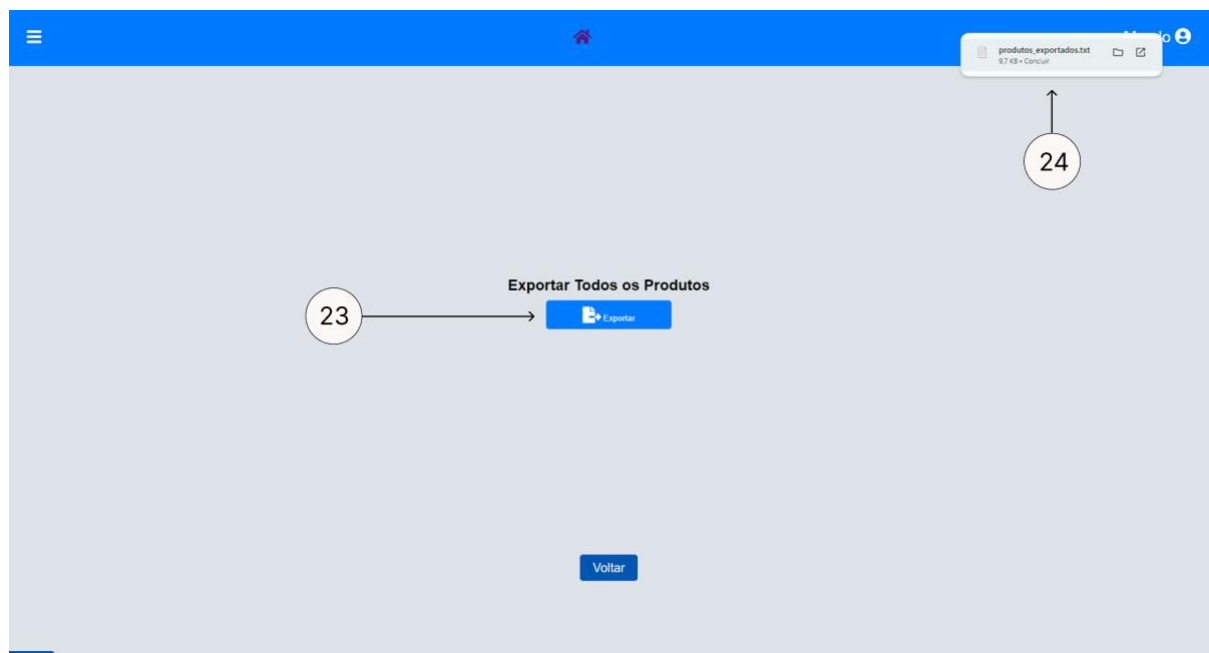 produtos_exportados.txt
9,7 KB • Concluir
24
Exportar Todos os Produtos
23
Exportar
Voltar